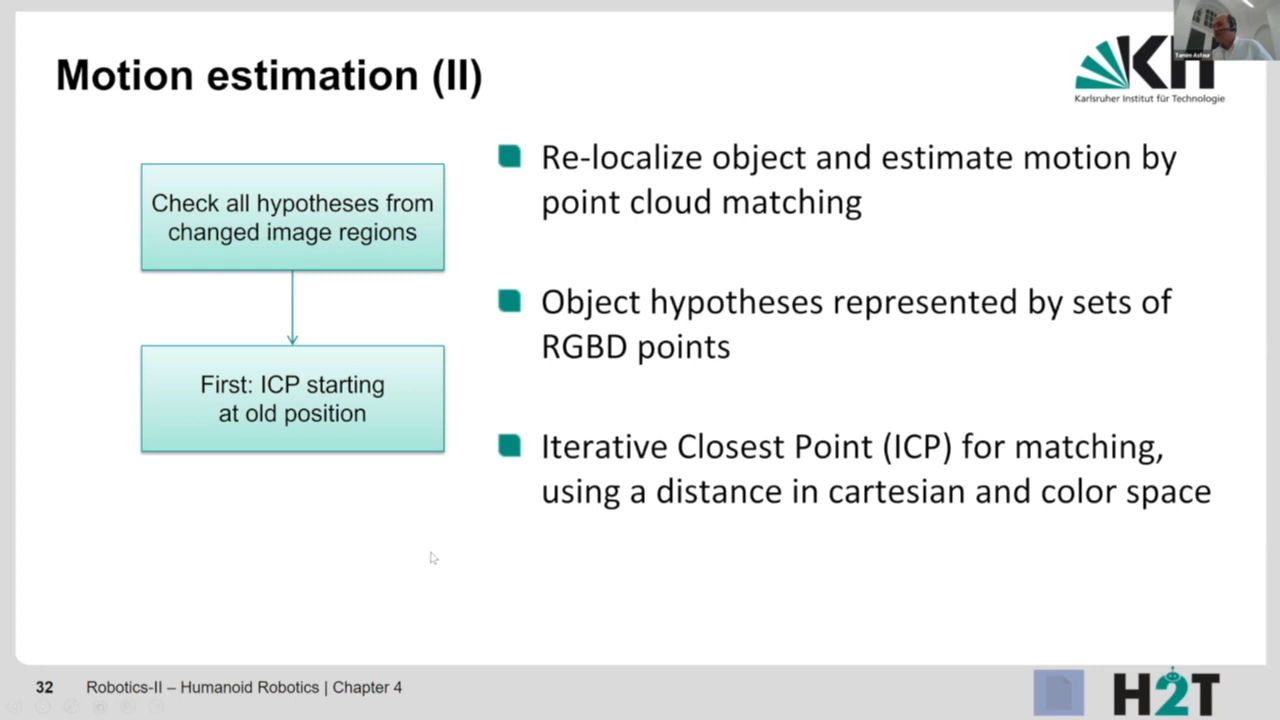 Motion estimation (II)
KIT
Karlsruher Institut für Technologie
Tamim Asfour
Check all hypotheses from
changed image regions
First: ICP starting
at old position
Re-localize object and estimate motion by
point cloud matching
Object hypotheses represented by sets of
RGBD points
Iterative Closest Point (ICP) for matching,
using a distance in cartesian and color space
32
Robotics-II – Humanoid Robotics | Chapter 4
H2T